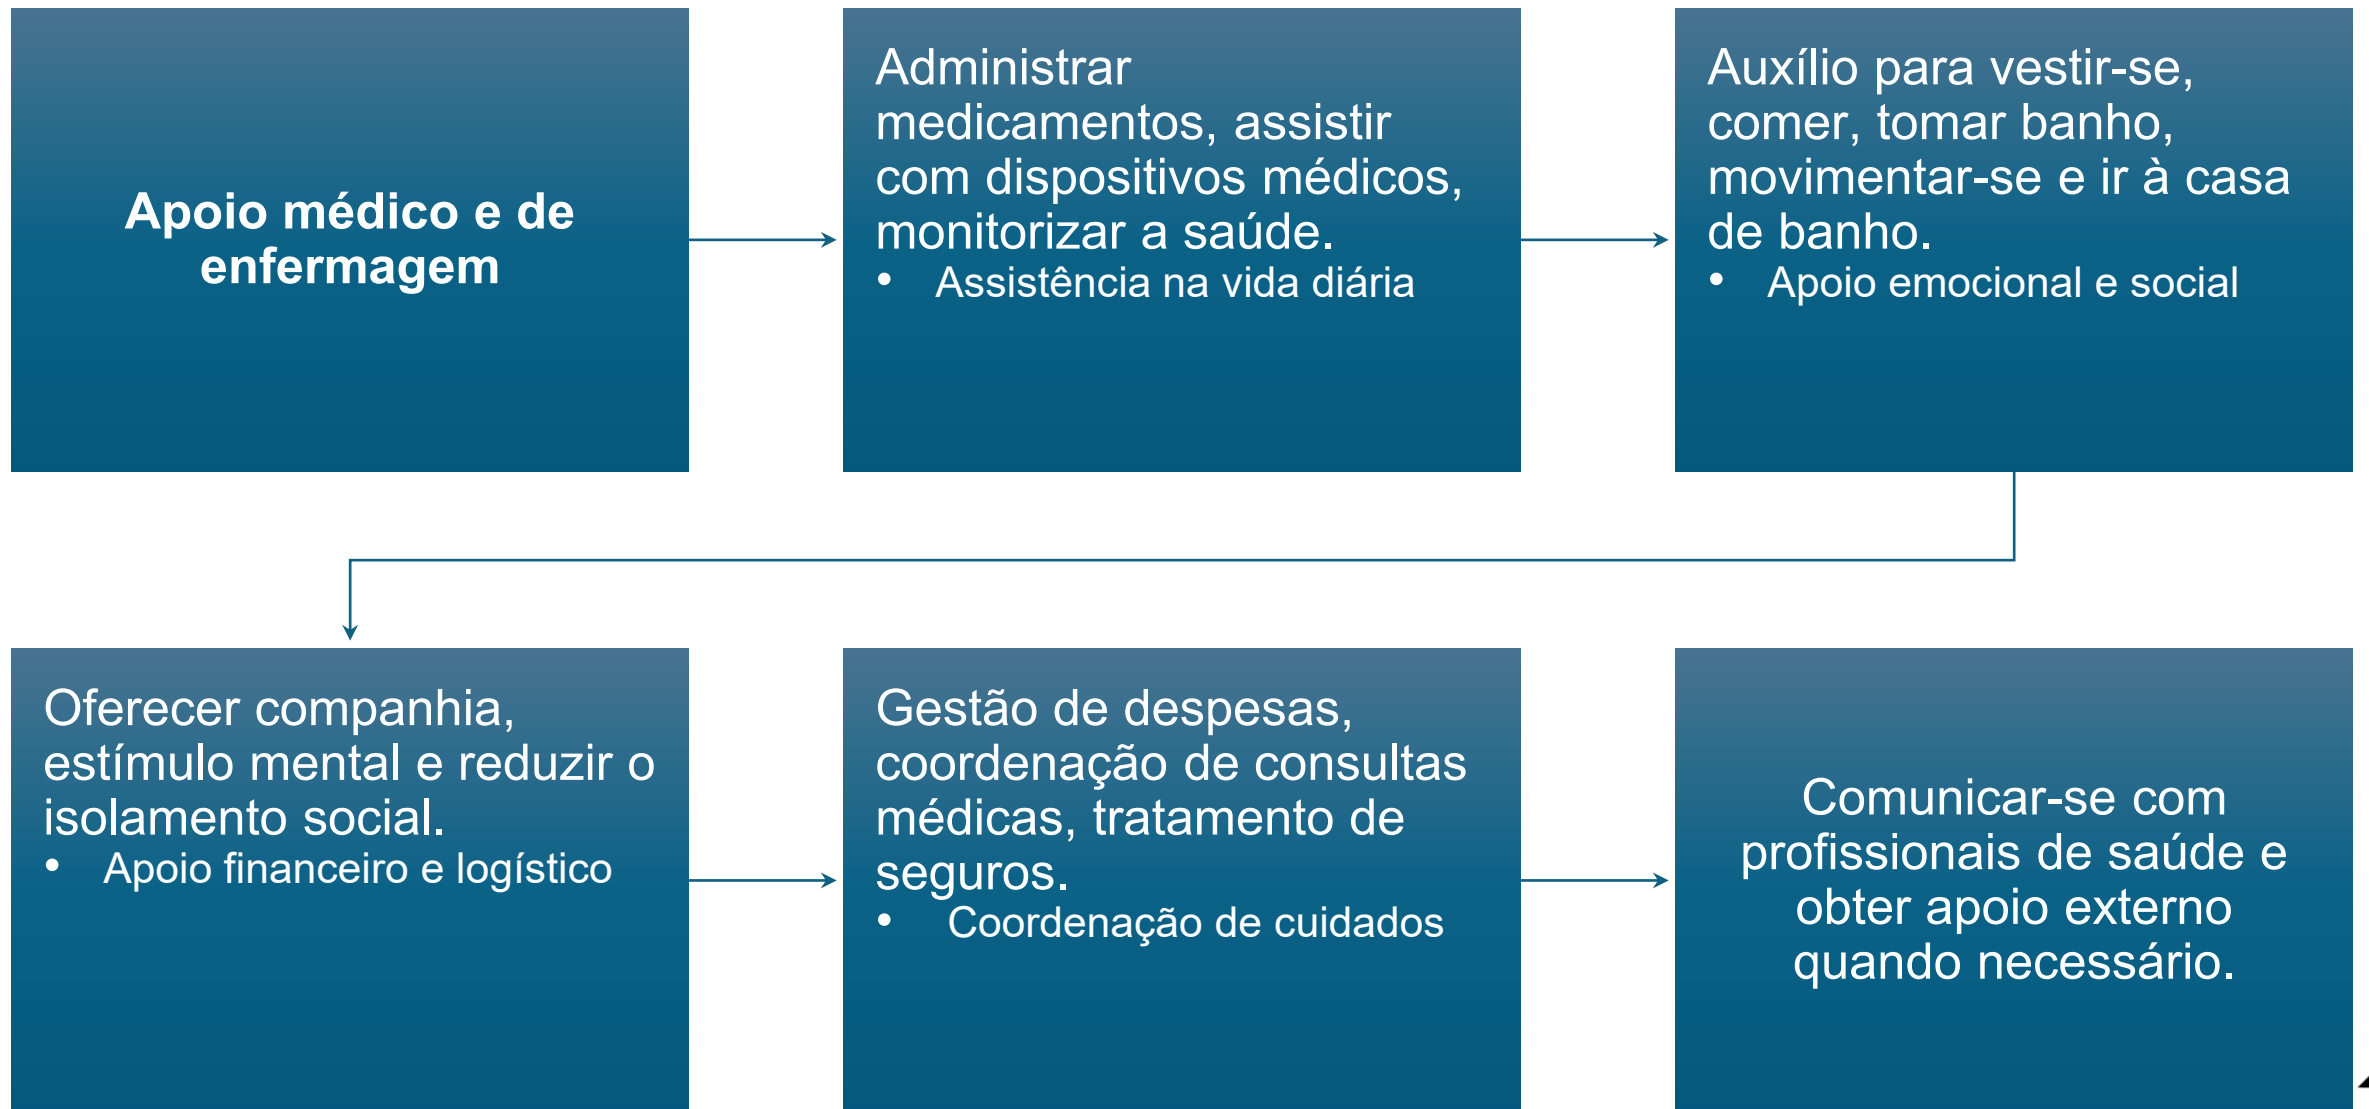 Apoio médico e de
enfermagem
Administrar
medicamentos, assistir
com dispositivos médicos,
monitorizar a saúde.
• Assistência na vida diária
Auxílio para vestir-se,
comer, tomar banho,
movimentar-se e ir à casa
de banho.
• Apoio emocional e social
Oferecer companhia,
estímulo mental e reduzir o
isolamento social.
• Apoio financeiro e logístico
Gestão de despesas,
coordenação de consultas
médicas, tratamento de
seguros.
• Coordenação de cuidados
Comunicar-se com
profissionais de saúde e
obter apoio externo
quando necessário.